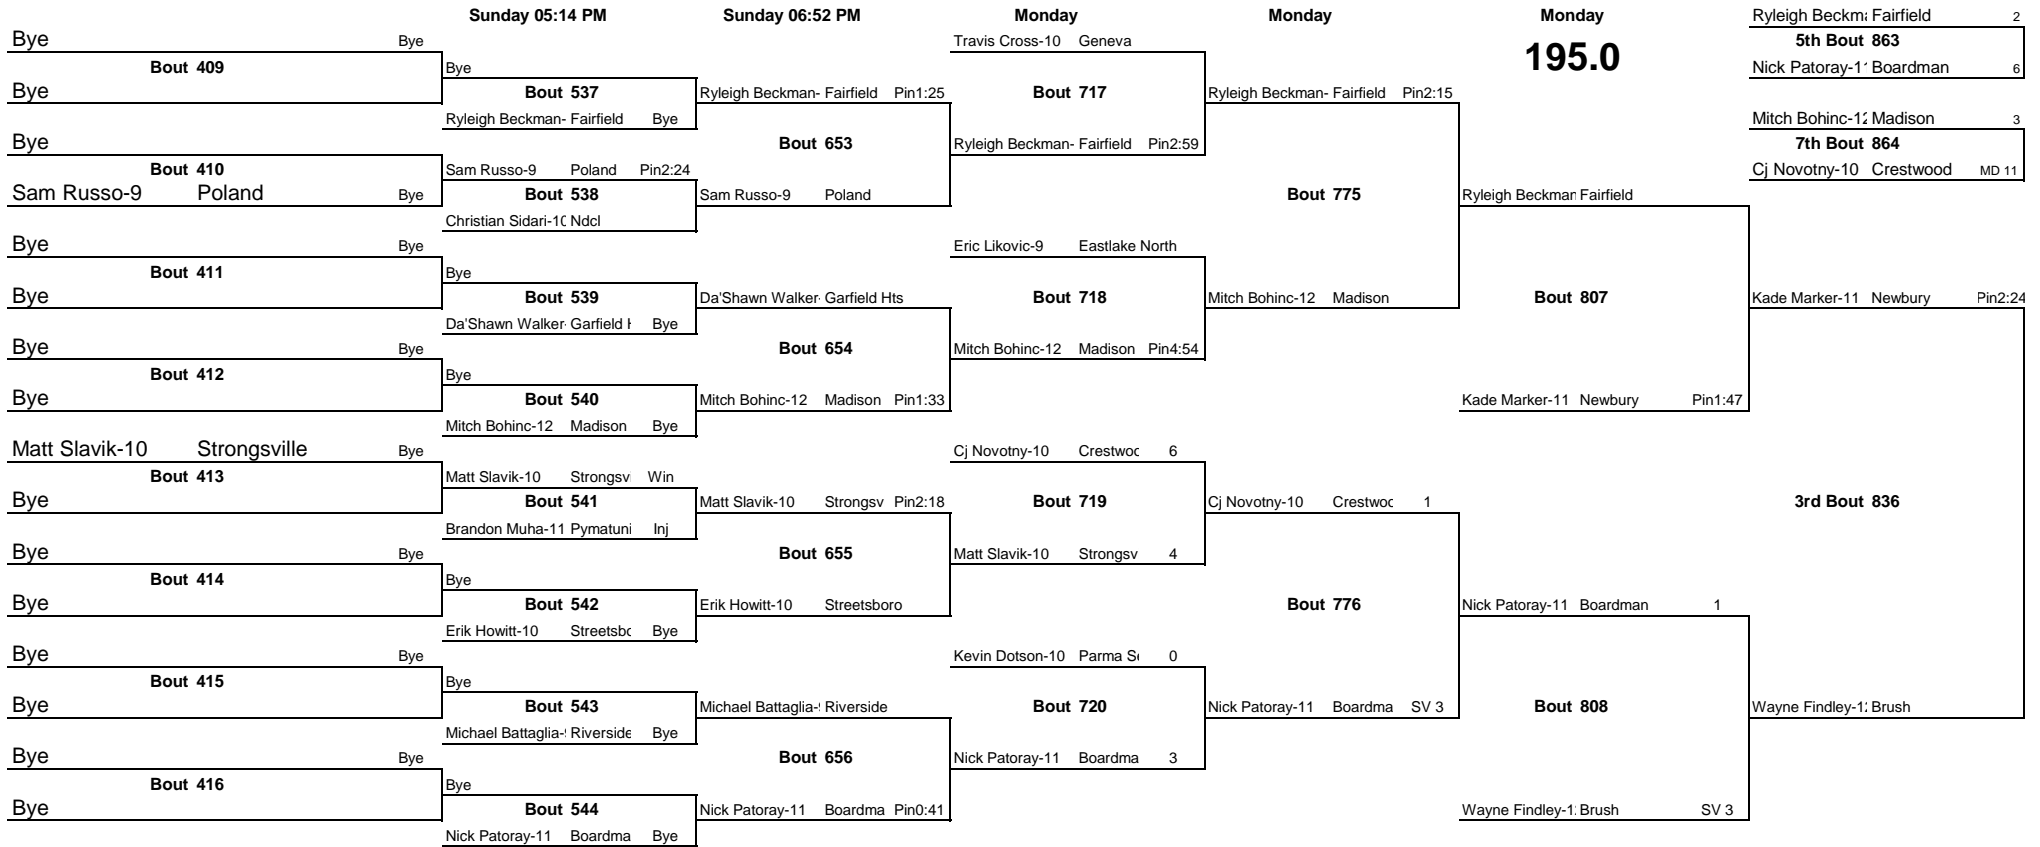 Sunday 05:14 PM Sunday 06:52 PM Monday Monday Monday Ryleigh Beckm Fairfield 2
Bye Bye Travis Cross-10 Geneva 195.0 5th Bout 863
Bout 409 Bye Nick Patoray-1 Boardman 6
Bye Bout 537 Ryleigh Beckman- Fairfield Pin1:25 Bout 717 Ryleigh Beckman- Fairfield Pin2:15
Ryleigh Beckman- Fairfield Bye Mitch Bohinc-12 Madison 3
Bye Bout 653 Ryleigh Beckman- Fairfield Pin2:59 7th Bout 864
Bout 410 Sam Russo-9 Poland Pin2:24 Cj Novotny-10 Crestwood MD 11
Sam Russo-9 Poland Bye Bout 538 Sam Russo-9 Poland Bout 775 Ryleigh Beckman Fairfield
Christian Sidari-10 Ndcl
Bye Bye Eric Likovic-9 Eastlake North
Bout 411 Bye
Bye Bout 539 Da'Shawn Walker- Garfield Hts Bout 718 Mitch Bohinc-12 Madison Bout 807 Kade Marker-11 Newbury Pin2:24
Da'Shawn Walker- Garfield H Bye
Bye Bye Bout 654 Mitch Bohinc-12 Madison Pin4:54
Bout 412 Bye
Bye Bout 540 Mitch Bohinc-12 Madison Pin1:33 Kade Marker-11 Newbury Pin1:47
Mitch Bohinc-12 Madison Bye
Matt Slavik-10 Strongsville Bye Cj Novotny-10 Crestwoo 6
Bout 413 Matt Slavik-10 Strongsvi Win
Bye Bout 541 Matt Slavik-10 Strongsv Pin2:18 Bout 719 Cj Novotny-10 Crestwoo 1 3rd Bout 836
Brandon Muha-11 Pymatuni Inj
Bye Bye Bout 655 Matt Slavik-10 Strongsv 4
Bout 414 Bye
Bye Bout 542 Erik Howitt-10 Streetsboro Bout 776 Nick Patoray-11 Boardman 1
Erik Howitt-10 Streetsbo Bye
Bye Bye Kevin Dotson-10 Parma Se 0
Bout 415 Bye
Bye Bout 543 Michael Battaglia- Riverside Bout 720 Nick Patoray-11 Boardma SV 3 Bout 808 Wayne Findley-1 Brush
Michael Battaglia- Riverside Bye
Bye Bye Bout 656 Nick Patoray-11 Boardma 3
Bout 416 Bye
Bye Bout 544 Nick Patoray-11 Boardma Pin0:41 Wayne Findley-1 Brush SV 3
Nick Patoray-11 Boardma Bye